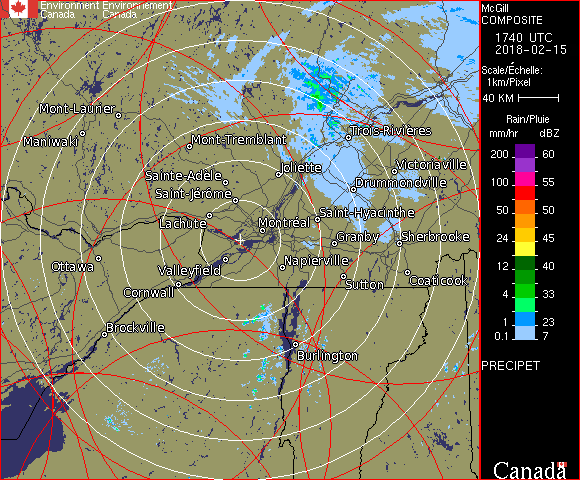 Environment Environnement
Canada Canada
McGill
COMPOSITE
1740 UTC
2018-02-15
Scale/Échelle:
1km/Pixel
40 KM
Rain/Pluie
mm/hr dBZ
200 60
100 55
50 50
24 45
12 40
4 33
1 23
0.1 7
PRECIPET
Canada
Mont-Laurier
Maniwaki
Mont-Tremblant
Trois-Rivières
Joliette
Victoriaville
Sainte-Adèle
Drummondville
Saint-Jérôme
Saint-Hyacinthe
Lachute
Montréal
Granby
Sherbrooke
Ottawa
Valleyfield
Napierville
Cornwall
Sutton
Coaticook
Brockville
Burlington